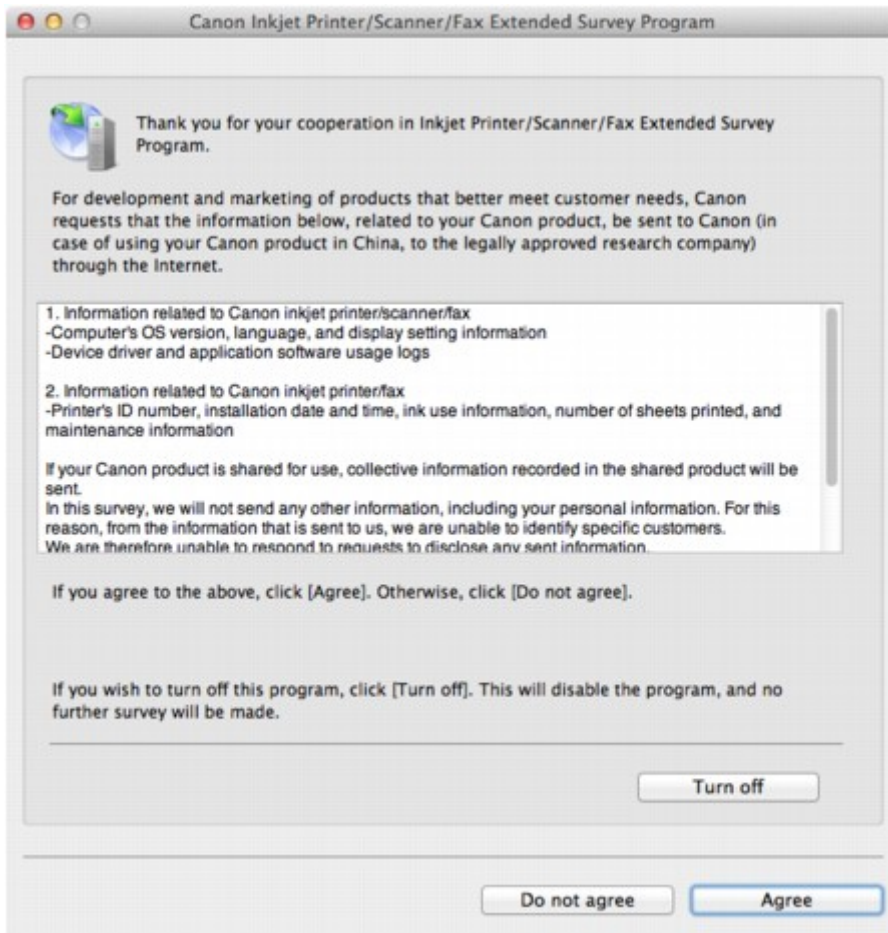 Canon Inkjet Printer/Scanner/Fax Extended Survey Program
Thank you for your cooperation in Inkjet Printer/Scanner/Fax Extended Survey
Program.
For development and marketing of products that better meet customer needs, Canon
requests that the information below, related to your Canon product, be sent to Canon (in
case of using your Canon product in China, to the legally approved research company)
through the Internet.
1. Information related to Canon inkjet printer/scanner/fax
-Computer's OS version, language, and display setting information
-Device driver and application software usage logs
2. Information related to Canon inkjet printer/fax
-Printer's ID number, installation date and time, ink use information, number of sheets printed, and
maintenance information
If your Canon product is shared for use, collective information recorded in the shared product will be
sent.
In this survey, we will not send any other information, including your personal information. For this
reason, from the information that is sent to us, we are unable to identify specific customers.
We are therefore unable to respond to requests to disclose any sent information.
If you agree to the above, click [Agree]. Otherwise, click [Do not agree].
If you wish to turn off this program, click [Turn off]. This will disable the program, and no
further survey will be made.
Turn off
Do not agree
Agree